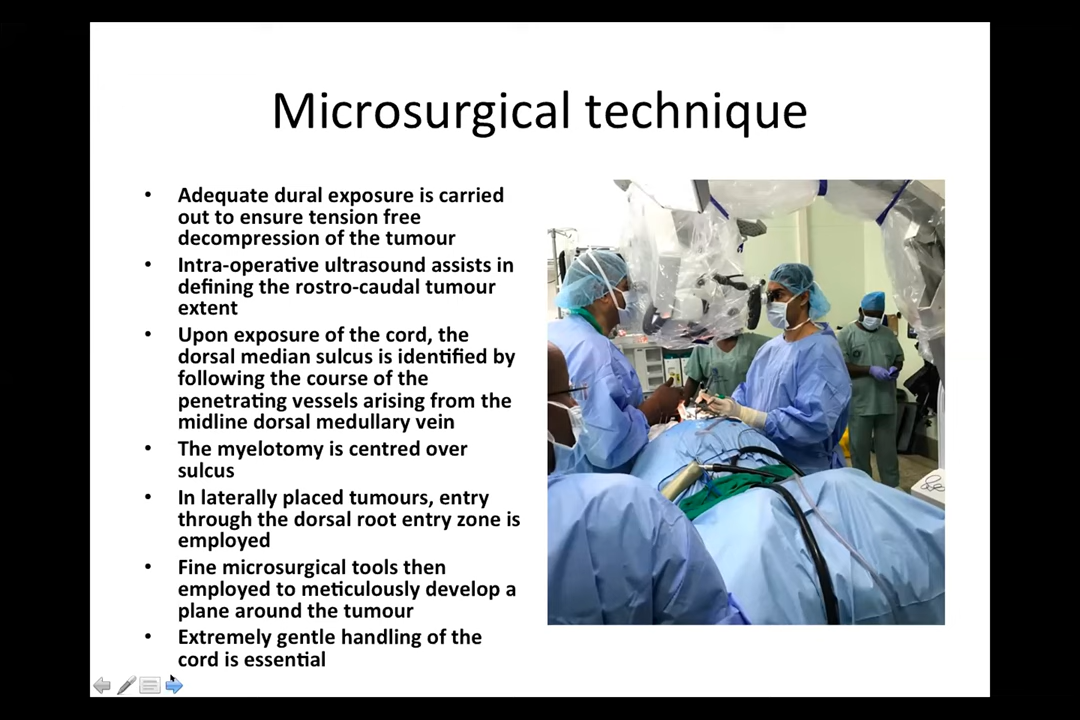 Microsurgical technique
• Adequate dural exposure is carried
out to ensure tension free
decompression of the tumour
• Intra-operative ultrasound assists in
defining the rostro-caudal tumour
extent
• Upon exposure of the cord, the
dorsal median sulcus is identified by
following the course of the
penetrating vessels arising from the
midline dorsal medullary vein
• The myelotomy is centred over
sulcus
• In laterally placed tumours, entry
through the dorsal root entry zone is
employed
• Fine microsurgical tools then
employed to meticulously develop a
plane around the tumour
• Extremely gentle handling of the
cord is essential